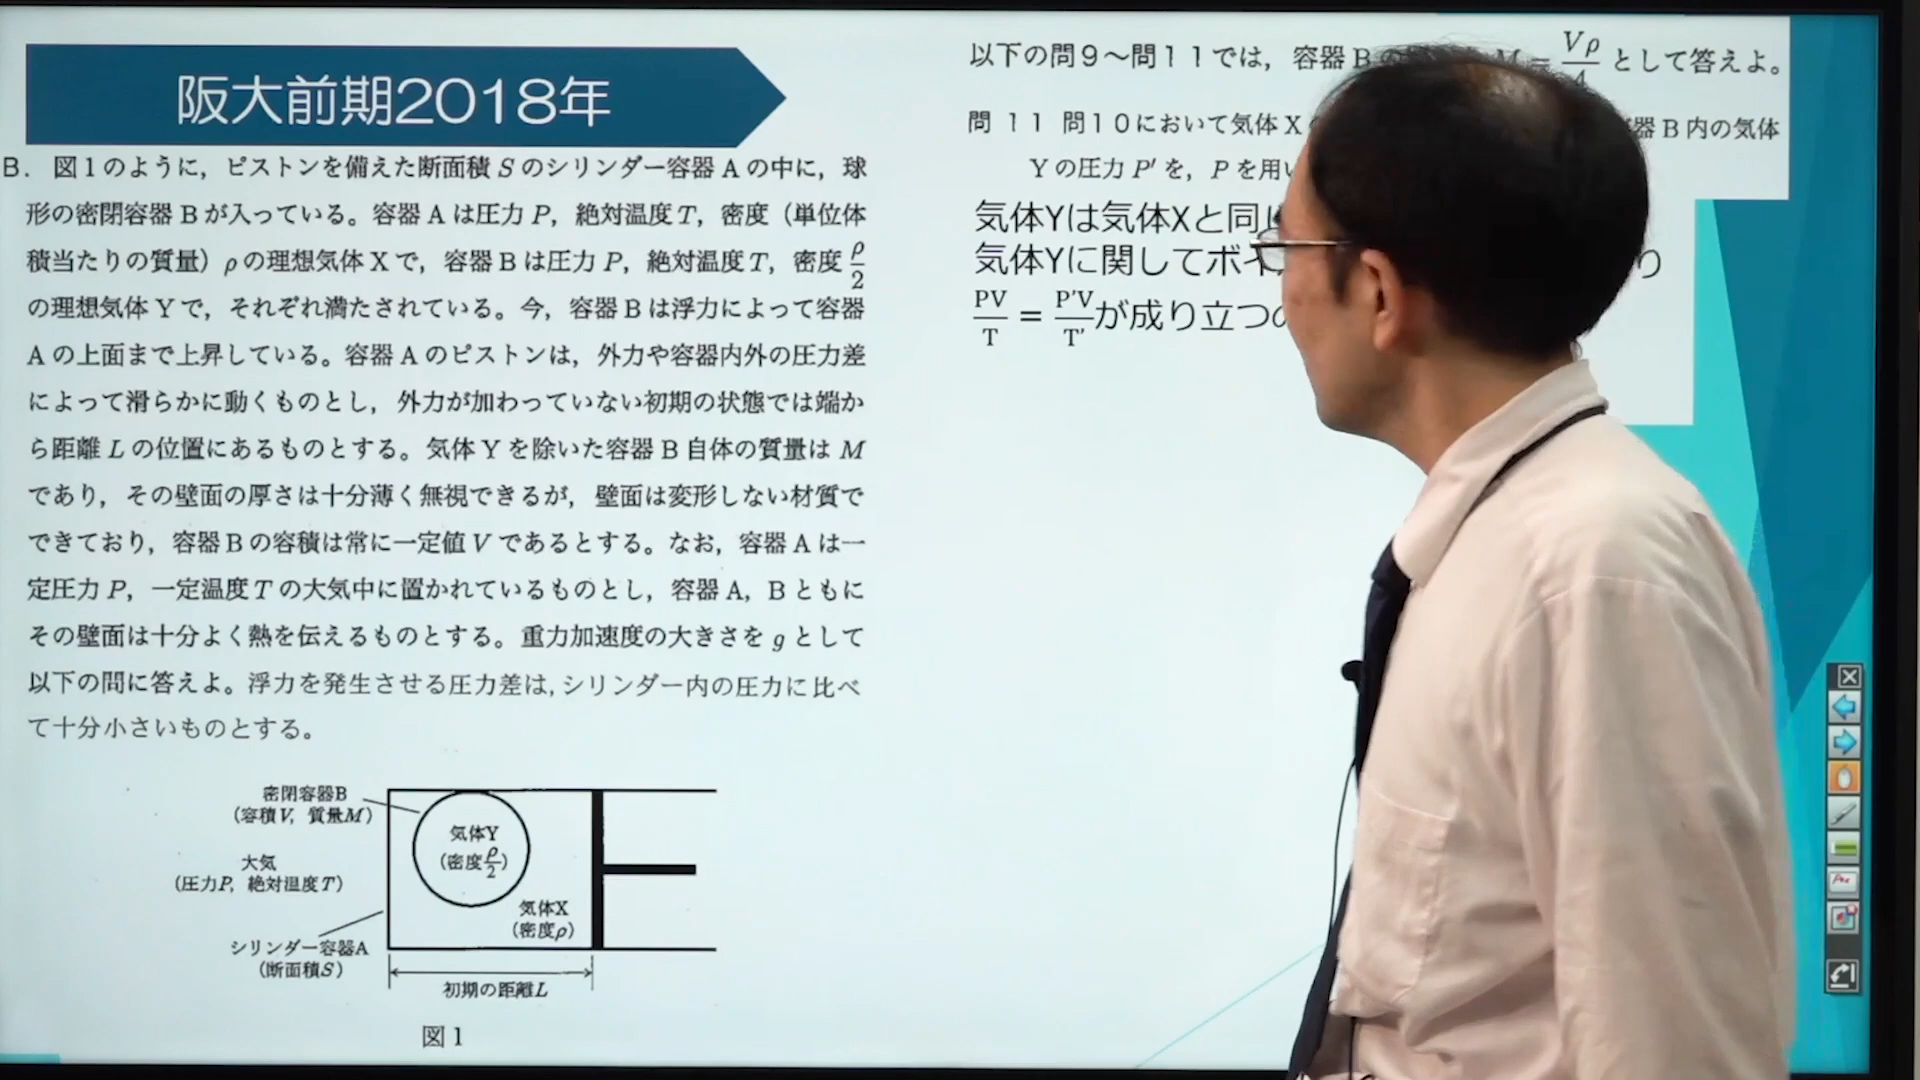 阪大前期2018年
B. 図1のように，ピストンを備えた断面積 S のシリンダー容器 A の中に，球
形の密閉容器 B が入っている。容器 A は圧力 P，絶対温度 T，密度（単位体
積当たりの質量）ρ の理想気体 X で，容器 B は圧力 P，絶対温度 T，密度 ρ/2
の理想気体 Y で，それぞれ満たされている。今，容器 B は浮力によって容器
A の上面まで上昇している。容器 A のピストンは，外力や容器内外の圧力差
によって滑らかに動くものとし，外力が加わっていない初期の状態では端か
ら距離 L の位置にあるものとする。気体 Y を除いた容器 B 自体の質量は M
であり，その壁面の厚さは十分薄く無視できるが，壁面は変形しない材質で
できており，容器 B の容積は常に一定値 V であるとする。なお，容器 A は一
定圧力 P，一定温度 T の大気中に置かれているものとし，容器 A，B ともに
その壁面は十分よく熱を伝えるものとする。重力加速度の大きさを g として
以下の問に答えよ。浮力を発生させる圧力差は，シリンダー内の圧力に比べ
て十分小さいものとする。
密閉容器B
（容積V，質量M）
大気
（圧力P，絶対温度T）
シリンダー容器A
（断面積S）
気体Y
（密度ρ/2）
気体X
（密度ρ）
初期の距離L
図1
以下の問９～問１１では，容器 B = Vρ/4 として答えよ。
問 １１ 問１０において気体 X 器 B 内の気体
Y の圧力 P' を，P を用い
気体Yは気体Xと同じ
気体Yに関してボイ り
PV/T = P'V/T' が成り立つの